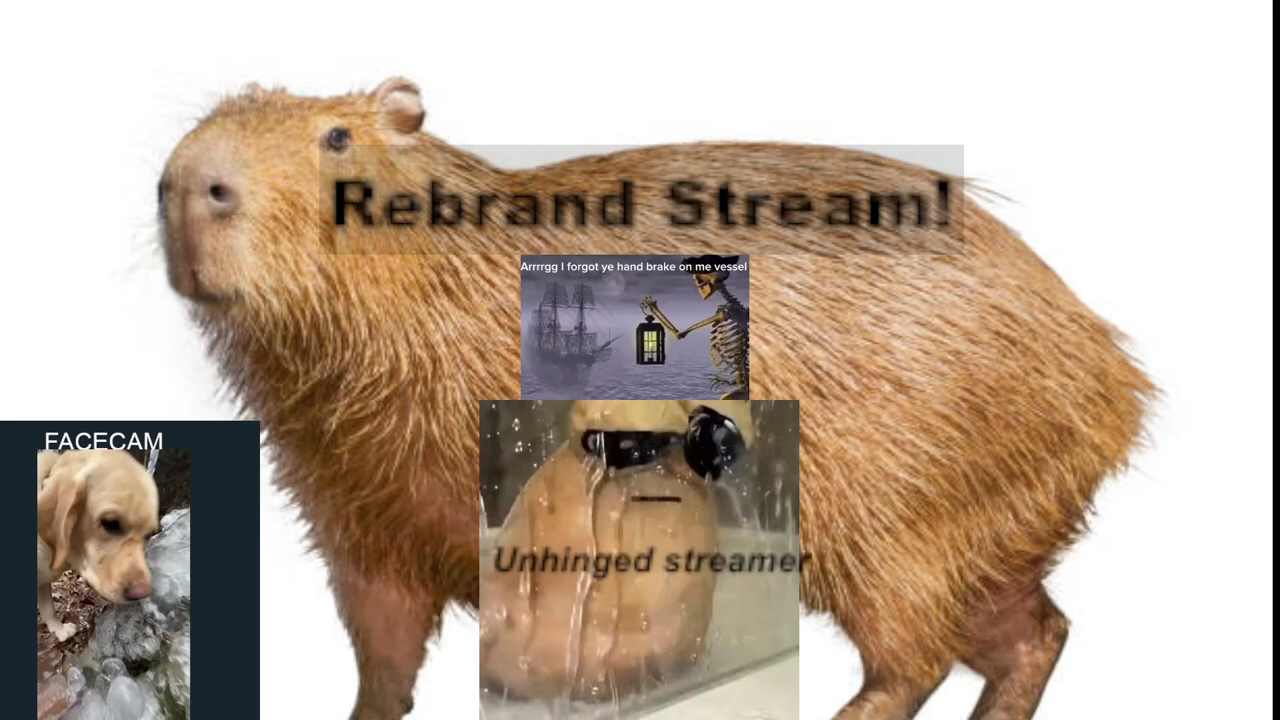 Rebrand Stream!
Arrrrgg I forgot ye hand brake on me vessel
FACECAM
Unhinged streamer